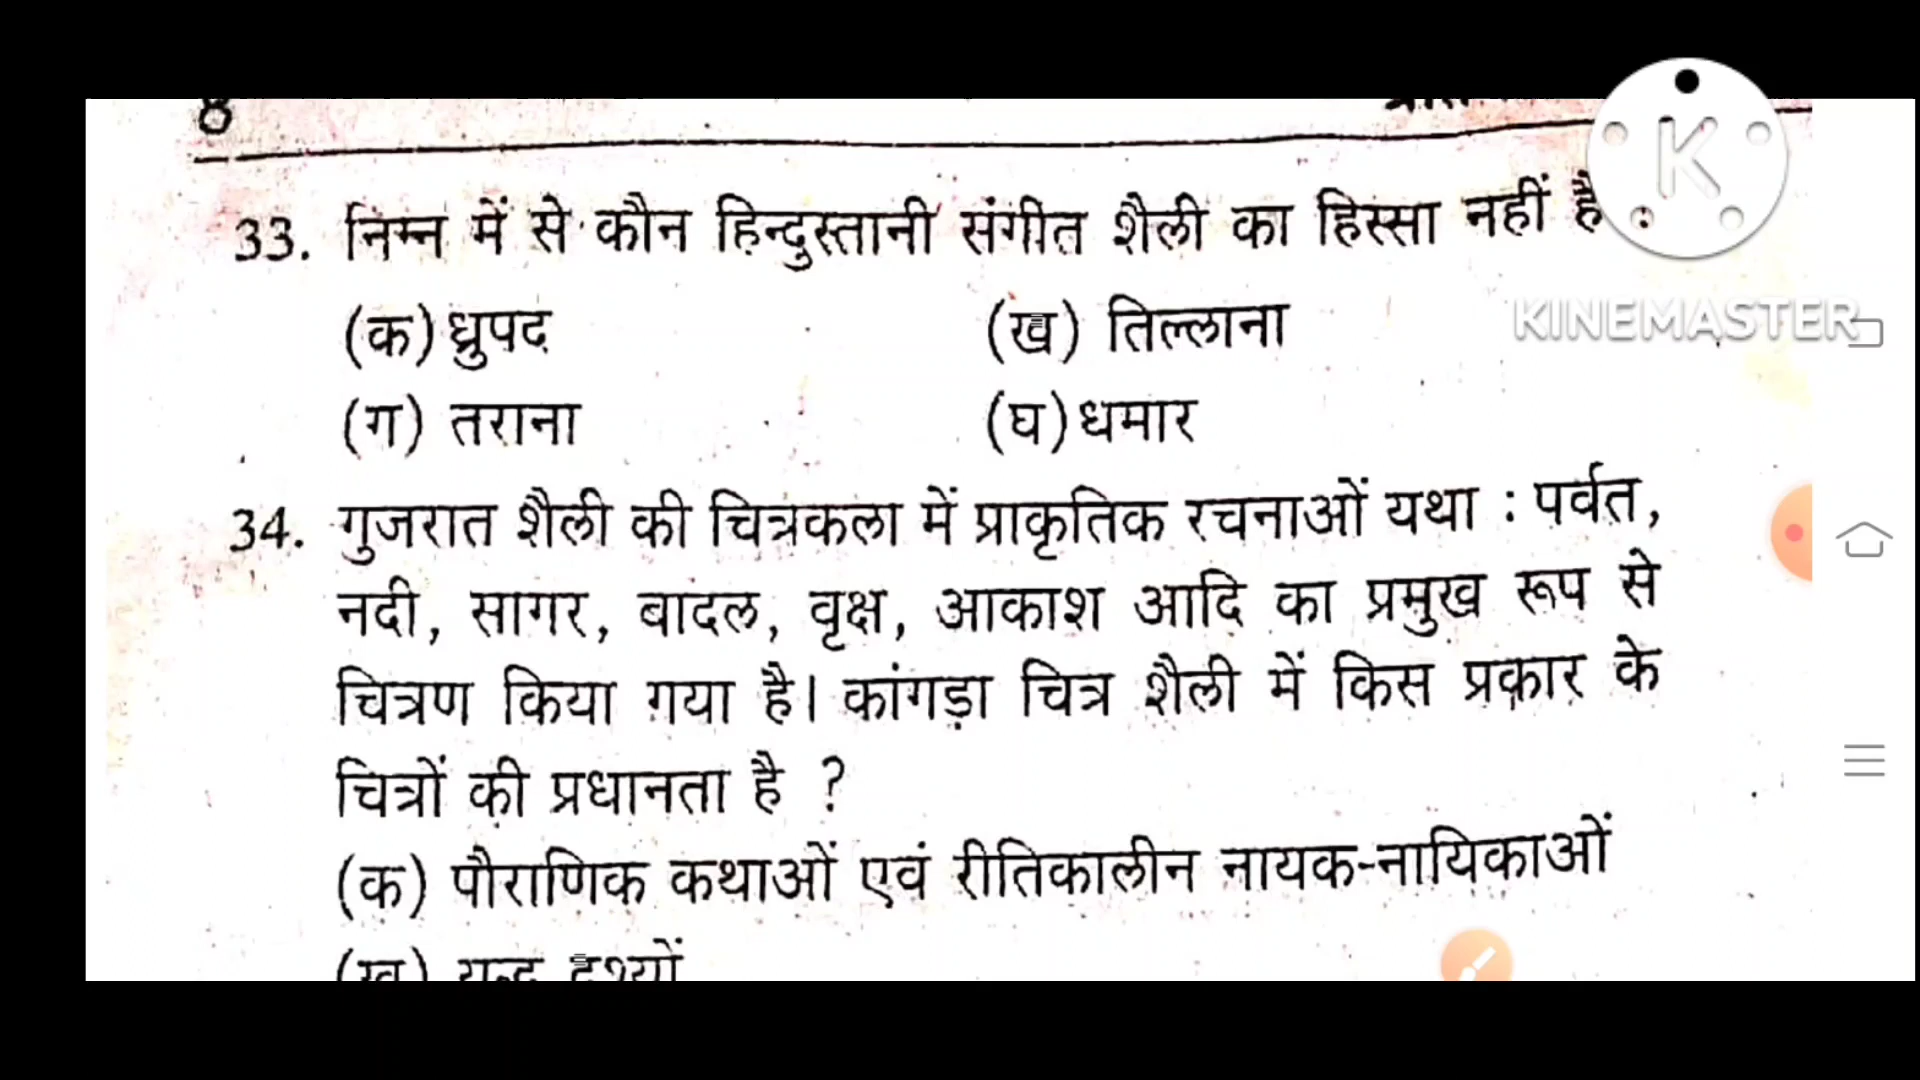 8
33. निम्न में से कौन हिन्दुस्तानी संगीत शैली का हिस्सा नहीं है
K
(क) ध्रुपद (ख) तिल्लाना
KINEMASTER
(ग) तराना (घ) धमार
34. गुजरात शैली की चित्रकला में प्राकृतिक रचनाओं यथा : पर्वत,
नदी, सागर, बादल, वृक्ष, आकाश आदि का प्रमुख रूप से
चित्रण किया गया है। कांगड़ा चित्र शैली में किस प्रकार के
चित्रों की प्रधानता है ?
(क) पौराणिक कथाओं एवं रीतिकालीन नायक-नायिकाओं
(ख) युद्ध दृश्यों